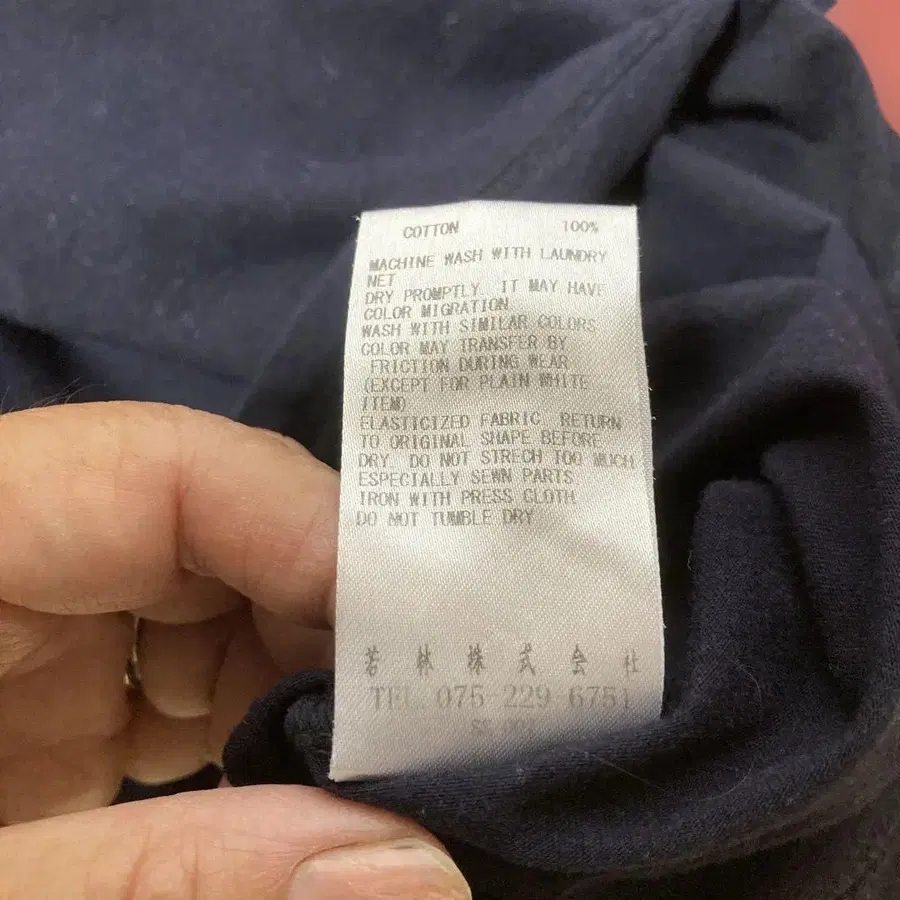 COTTON 100%
MACHINE WASH WITH LAUNDRY
NET
DRY PROMPTLY. IT MAY HAVE
COLOR MIGRATION
WASH WITH SIMILAR COLORS
COLOR MAY TRANSFER BY
FRICTION DURING WEAR
(EXCEPT FOR PLAIN WHITE
ITEM)
ELASTICIZED FABRIC. RETURN
TO ORIGINAL SHAPE BEFORE
DRY. DO NOT STRECH TOO MUCH
ESPECIALLY SEWN PARTS
IRON WITH PRESS CLOTH
DO NOT TUMBLE DRY
若林株式会社
TEL 075-229-6751